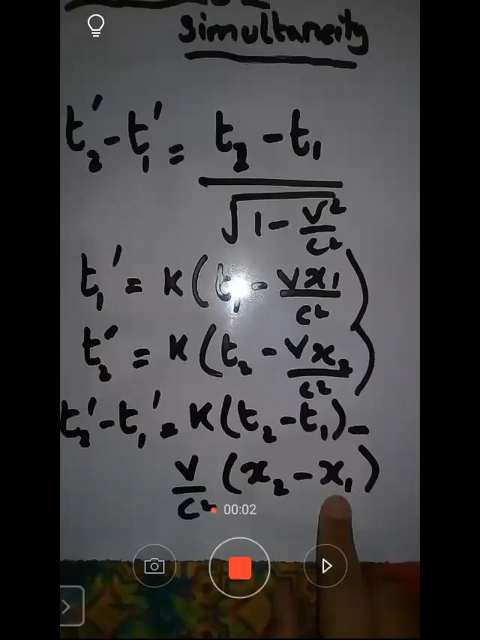 Simultaneity
t₂' - t₁' = t₂ - t₁ / √1 - v²/c²
t₁' = K(t₁ - vx₁/c²)
t₂' = K(t₂ - vx₂/c²)
t₂' - t₁' = K(t₂ - t₁) -
v/c² (x₂ - x₁)
00:02